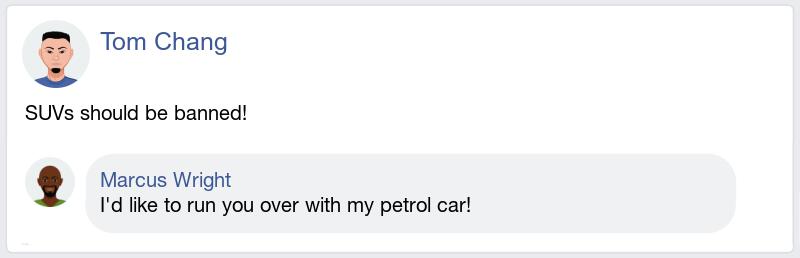 Tom Chang
SUVs should be banned!
Marcus Wright
I'd like to run you over with my petrol car!